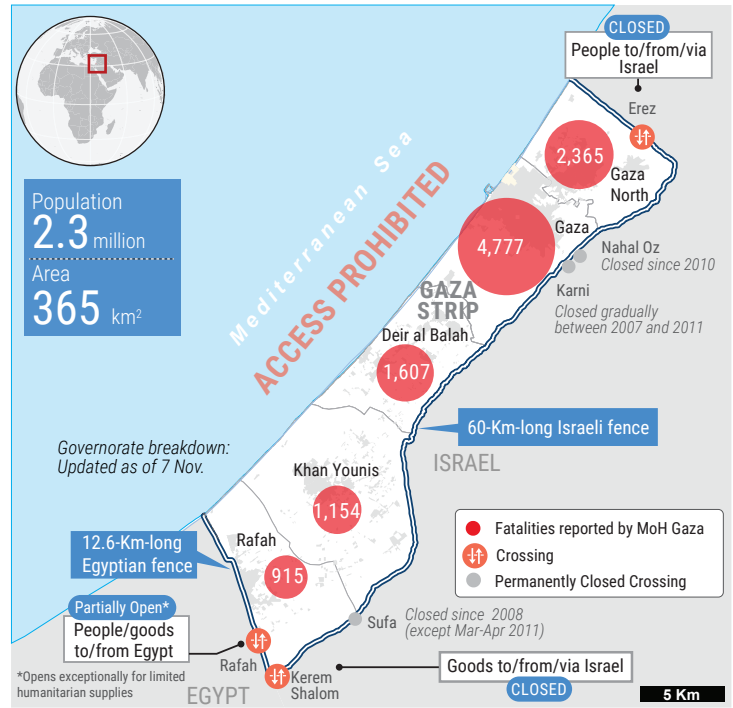 CLOSED
People to/from/via
Israel
Erez
2,365
Gaza
North
Population
2.3 million
Area
365 km²
Mediterranean Sea
ACCESS PROHIBITED
4,777
Gaza
Nahal Oz
Closed since 2010
Karni
Closed gradually
between 2007 and 2011
GAZA
STRIP
Deir al Balah
1,607
60-Km-long Israeli fence
ISRAEL
Governorate breakdown:
Updated as of 7 Nov.
Khan Younis
1,154
Rafah
915
12.6-Km-long
Egyptian fence
Fatalities reported by MoH Gaza
Crossing
Permanently Closed Crossing
Partially Open*
People/goods
to/from Egypt
Sufa
Closed since 2008
(except Mar-Apr 2011)
Rafah
Kerem
Shalom
Goods to/from/via Israel
CLOSED
*Opens exceptionally for limited
humanitarian supplies
EGYPT
5 Km